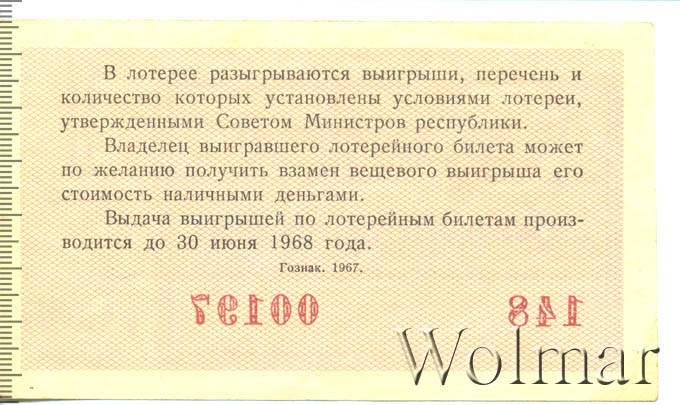 В лотерее разыгрываются выигрыши, перечень и
количество которых установлены условиями лотереи,
утвержденными Советом Министров республики.
Владелец выигравшего лотерейного билета может
по желанию получить взамен вещевого выигрыша его
стоимость наличными деньгами.
Выдача выигрышей по лотерейным билетам произ-
водится до 30 июня 1968 года.
Гознак. 1967.
00197 148
Wolmar